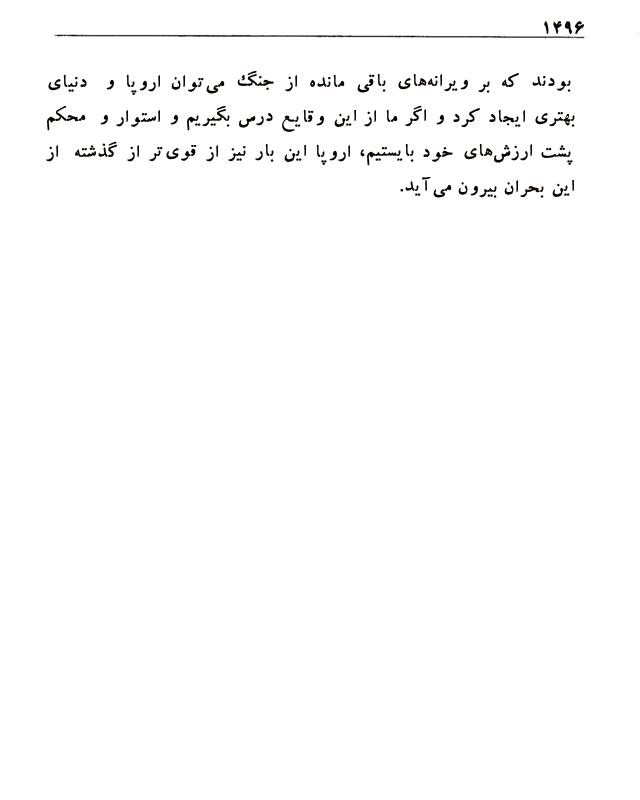 ۱۴۹۶
بودند که بر ویرانه‌های باقی مانده از جنگ می‌توان اروپا و دنیای
بهتری ایجاد کرد و اگر ما از این وقایع درس بگیریم و استوار و محکم
پشت ارزش‌های خود بایستیم، اروپا این بار نیز از قوی‌تر از گذشته از
این بحران بیرون می‌آید.